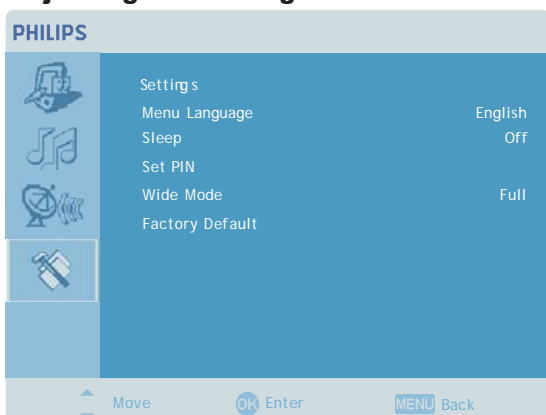 PHILIPS
Settings
Menu Language English
Sleep Off
Set PIN
Wide Mode Full
Factory Default
Move OK Enter MENU Back